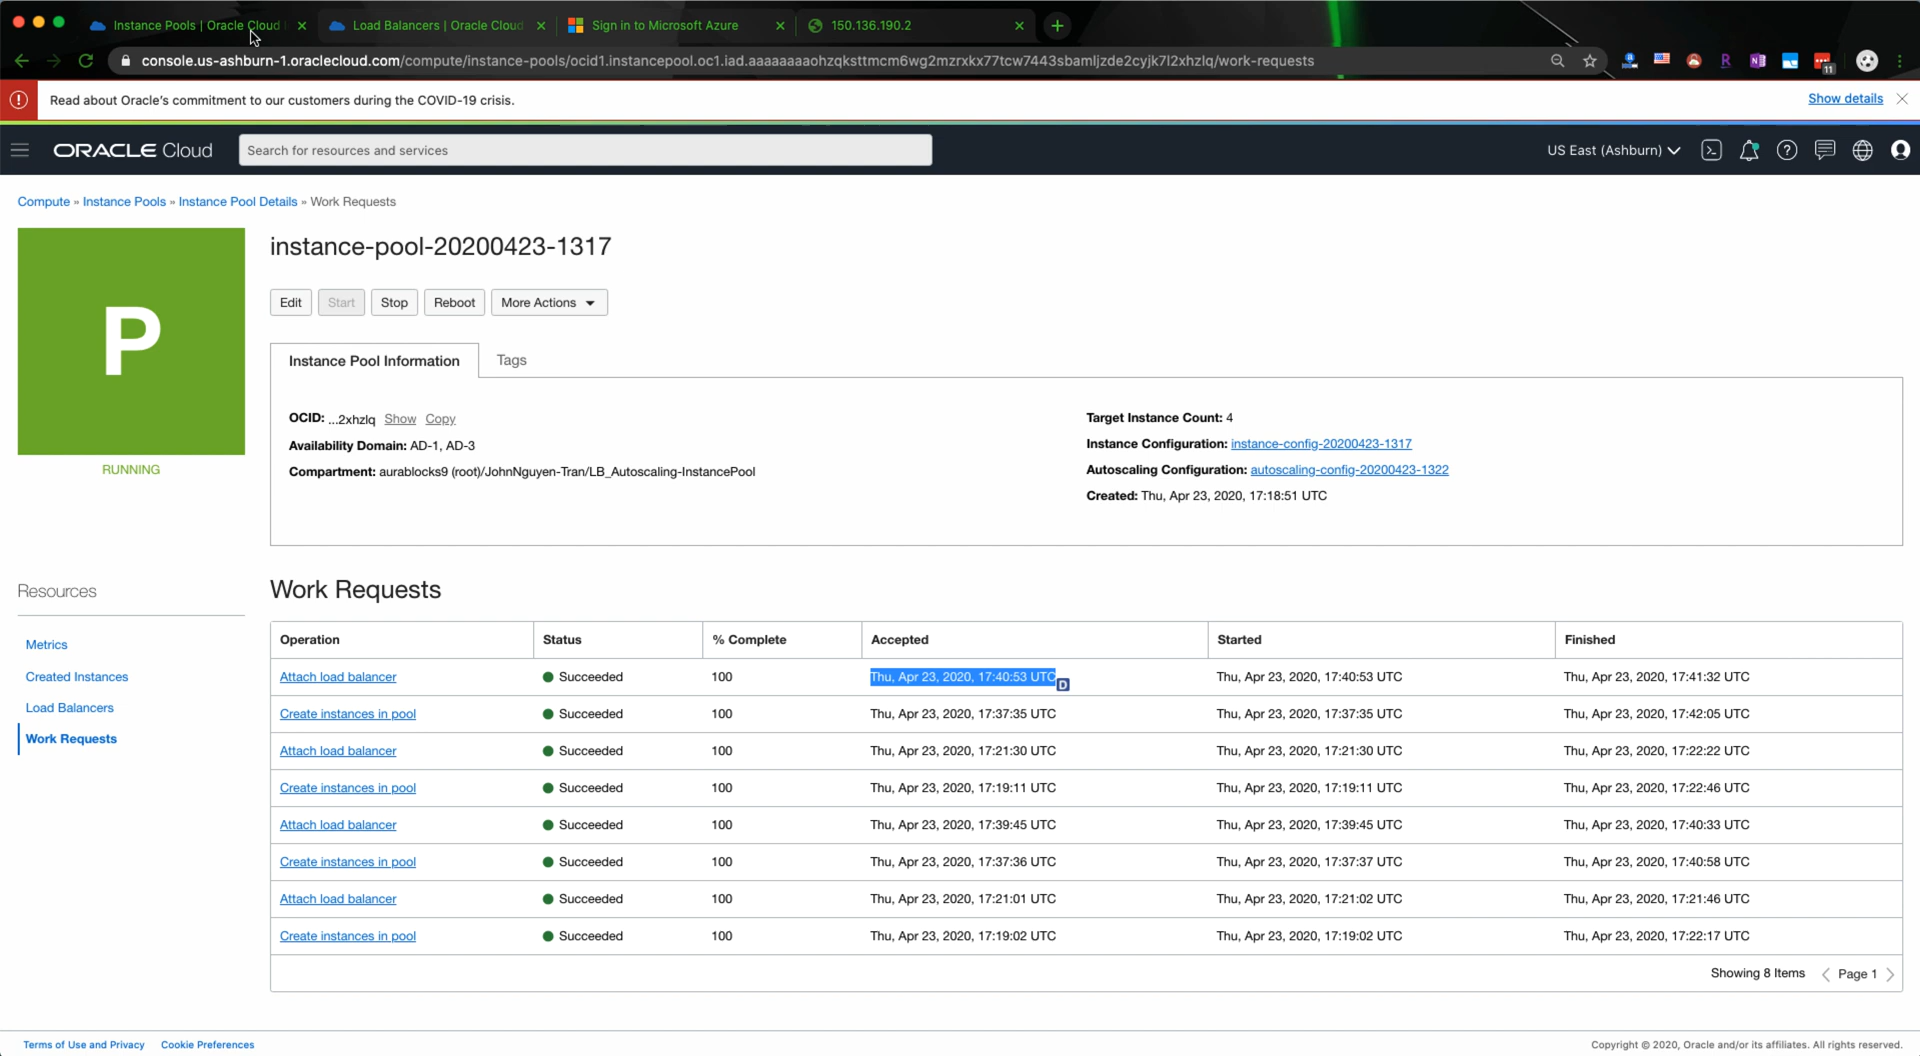 Instance Pools | Oracle Cloud
Load Balancers | Oracle Cloud
Sign in to Microsoft Azure
150.136.190.2
console.us-ashburn-1.oraclecloud.com/compute/instance-pools/ocid1.instancepool.oc1.iad.aaaaaaaaohzqksttmcm6wg2mzrxkx77tcw7443sbamljzde2cyjk7l2xhzlq/work-requests
11
Read about Oracle's commitment to our customers during the COVID-19 crisis.
Show details
ORACLE Cloud
Search for resources and services
US East (Ashburn)
Compute » Instance Pools » Instance Pool Details » Work Requests
P
RUNNING
instance-pool-20200423-1317
Edit
Start
Stop
Reboot
More Actions
Instance Pool Information
Tags
OCID: ...2xhzlq Show Copy
Availability Domain: AD-1, AD-3
Compartment: aurablocks9 (root)/JohnNguyen-Tran/LB_Autoscaling-InstancePool
Target Instance Count: 4
Instance Configuration: instance-config-20200423-1317
Autoscaling Configuration: autoscaling-config-20200423-1322
Created: Thu, Apr 23, 2020, 17:18:51 UTC
Resources
Metrics
Created Instances
Load Balancers
Work Requests
Work Requests
Operation Status % Complete Accepted Started Finished
Attach load balancer Succeeded 100 Thu, Apr 23, 2020, 17:40:53 UTC D Thu, Apr 23, 2020, 17:40:53 UTC Thu, Apr 23, 2020, 17:41:32 UTC
Create instances in pool Succeeded 100 Thu, Apr 23, 2020, 17:37:35 UTC Thu, Apr 23, 2020, 17:37:35 UTC Thu, Apr 23, 2020, 17:42:05 UTC
Attach load balancer Succeeded 100 Thu, Apr 23, 2020, 17:21:30 UTC Thu, Apr 23, 2020, 17:21:30 UTC Thu, Apr 23, 2020, 17:22:22 UTC
Create instances in pool Succeeded 100 Thu, Apr 23, 2020, 17:19:11 UTC Thu, Apr 23, 2020, 17:19:11 UTC Thu, Apr 23, 2020, 17:22:46 UTC
Attach load balancer Succeeded 100 Thu, Apr 23, 2020, 17:39:45 UTC Thu, Apr 23, 2020, 17:39:45 UTC Thu, Apr 23, 2020, 17:40:33 UTC
Create instances in pool Succeeded 100 Thu, Apr 23, 2020, 17:37:36 UTC Thu, Apr 23, 2020, 17:37:37 UTC Thu, Apr 23, 2020, 17:40:58 UTC
Attach load balancer Succeeded 100 Thu, Apr 23, 2020, 17:21:01 UTC Thu, Apr 23, 2020, 17:21:02 UTC Thu, Apr 23, 2020, 17:21:46 UTC
Create instances in pool Succeeded 100 Thu, Apr 23, 2020, 17:19:02 UTC Thu, Apr 23, 2020, 17:19:02 UTC Thu, Apr 23, 2020, 17:22:17 UTC
Showing 8 Items Page 1
Terms of Use and Privacy Cookie Preferences
Copyright © 2020, Oracle and/or its affiliates. All rights reserved.